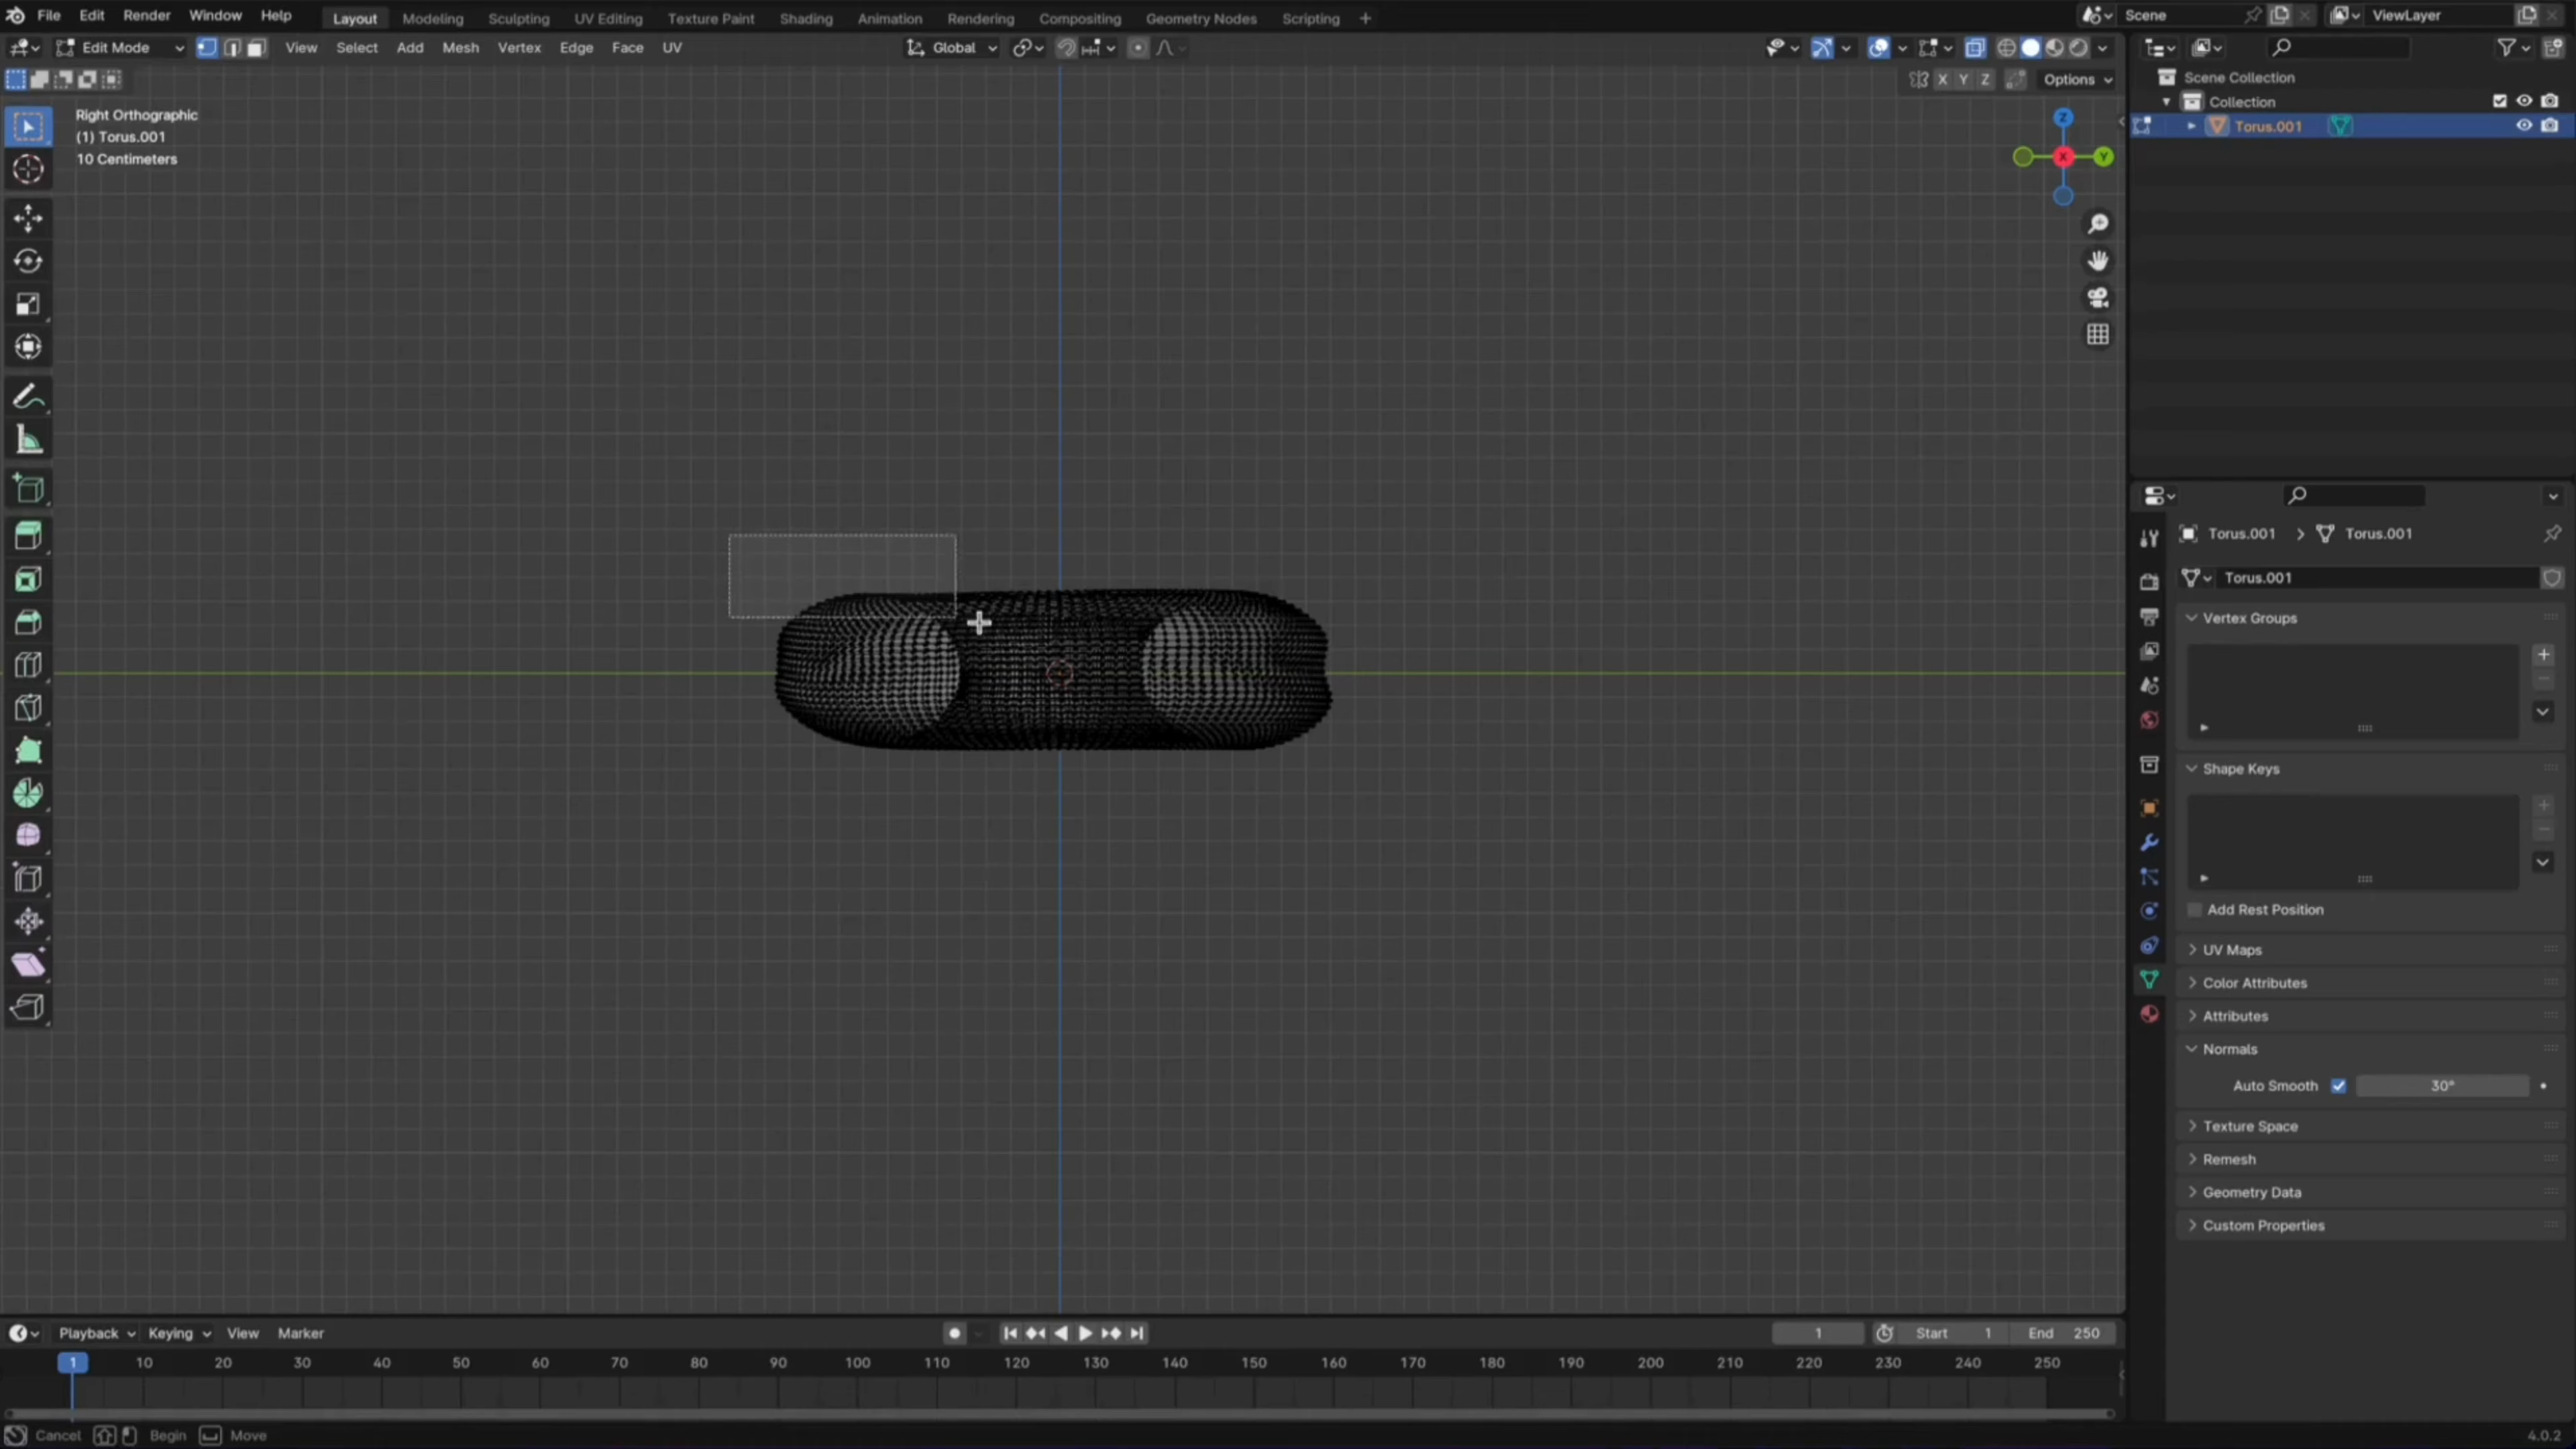 File Edit Render Window Help Layout Modeling Sculpting UV Editing Texture Paint Shading Animation Rendering Compositing Geometry Nodes Scripting + Scene ViewLayer
Edit Mode View Select Add Mesh Vertex Edge Face UV Global
X Y Z Options
Right Orthographic
(1) Torus.001
10 Centimeters
Z
X
Y
Scene Collection
Collection
Torus.001
Torus.001 > Torus.001
Torus.001
Vertex Groups
Shape Keys
Add Rest Position
UV Maps
Color Attributes
Attributes
Normals
Auto Smooth 30°
Texture Space
Remesh
Geometry Data
Custom Properties
Playback Keying View Marker 1 Start 1 End 250
1 10 20 30 40 50 60 70 80 90 100 110 120 130 140 150 160 170 180 190 200 210 220 230 240 250
Cancel Begin Move 4.0.2